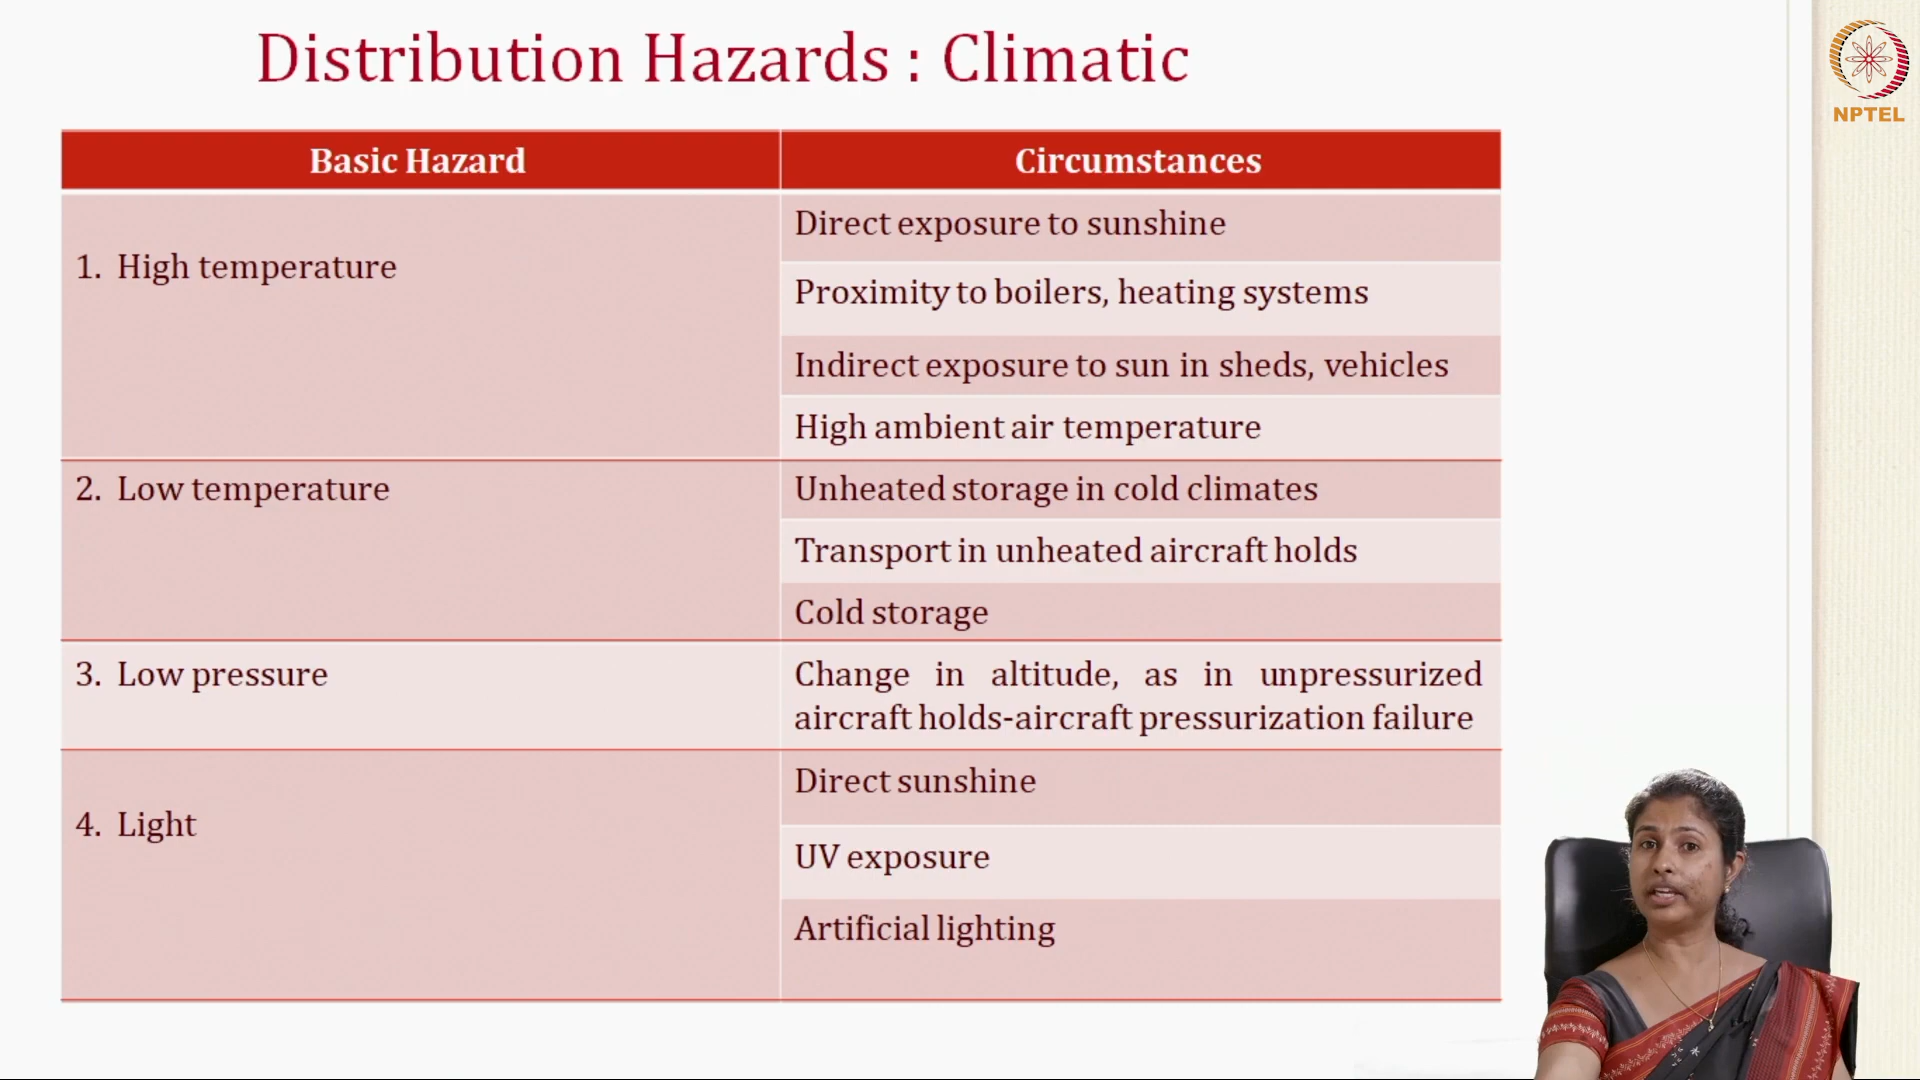 Distribution Hazards : Climatic
NPTEL
Basic Hazard
Circumstances
1. High temperature
Direct exposure to sunshine
Proximity to boilers, heating systems
Indirect exposure to sun in sheds, vehicles
High ambient air temperature
2. Low temperature
Unheated storage in cold climates
Transport in unheated aircraft holds
Cold storage
3. Low pressure
Change in altitude, as in unpressurized
aircraft holds-aircraft pressurization failure
4. Light
Direct sunshine
UV exposure
Artificial lighting